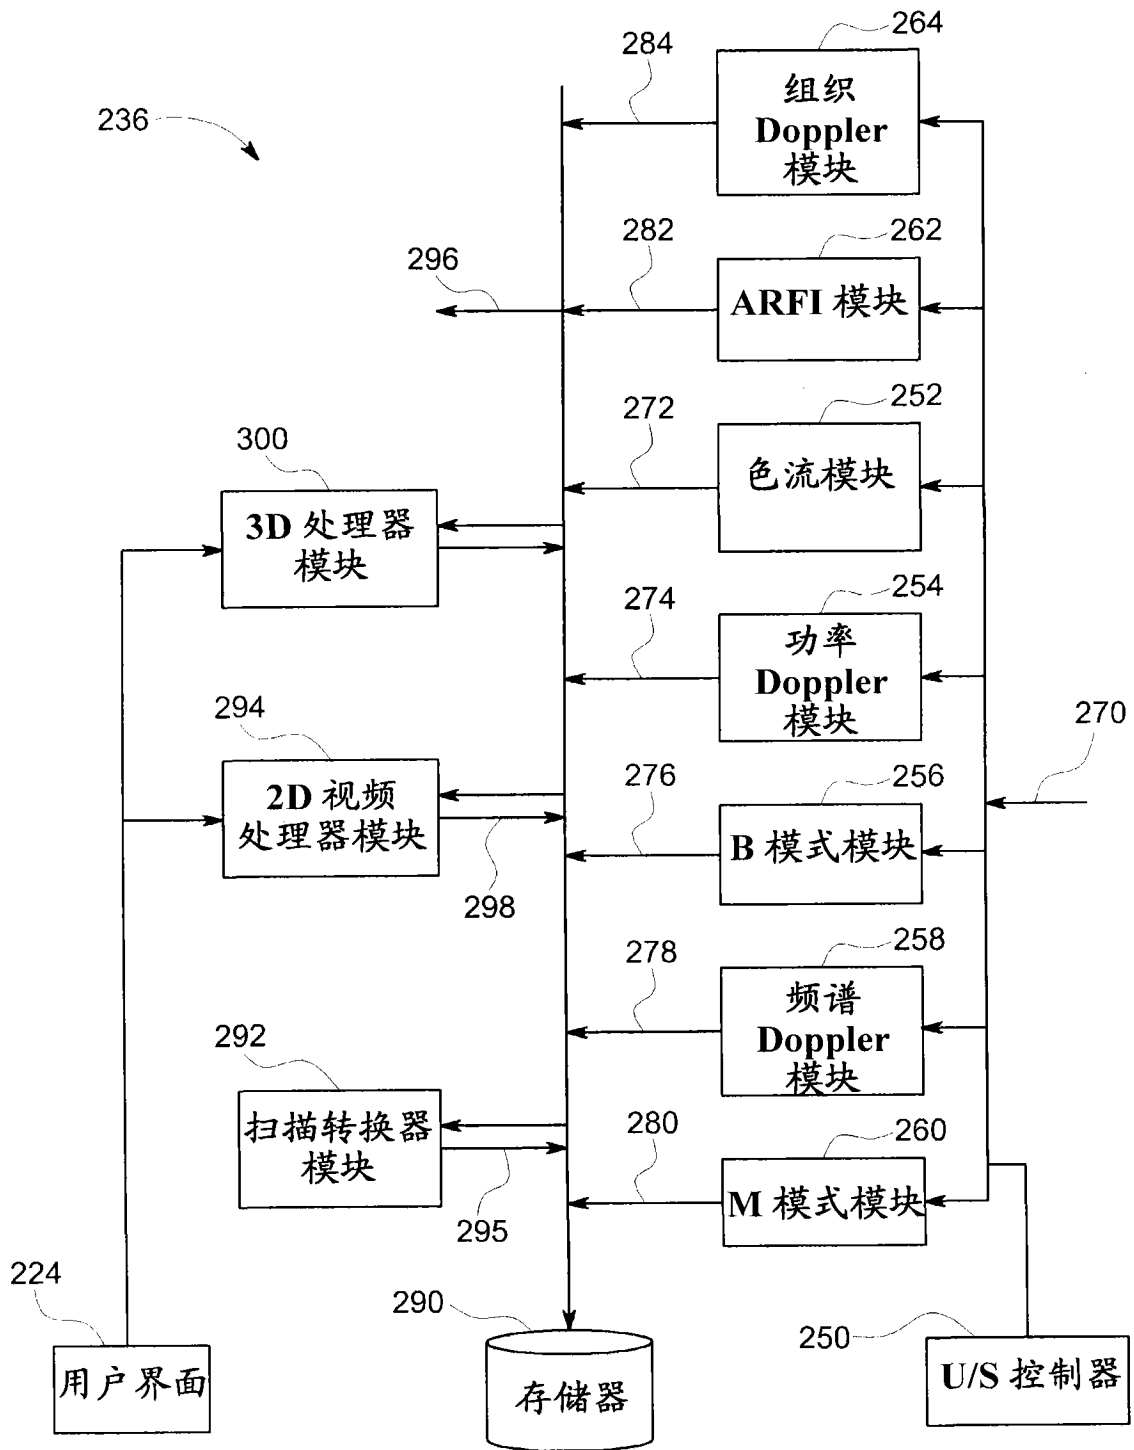 264
284
组织
Doppler
模块
236
282
262
296
ARFI 模块
272
252
300
色流模块
3D 处理器
模块
274
254
功率
Doppler
模块
294
270
276
256
2D 视频
处理器模块
B 模式模块
298
278
258
频谱
Doppler
模块
292
扫描转换器
模块
280
260
M 模式模块
295
224
290
250
用户界面
存储器
U/S 控制器